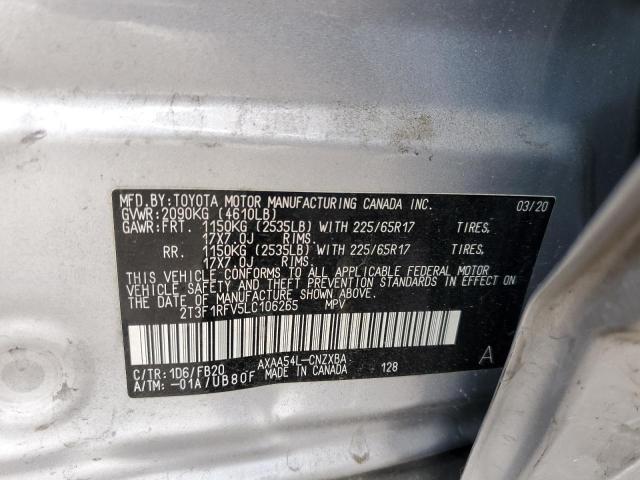 MFD.BY:TOYOTA MOTOR MANUFACTURING CANADA INC. 03/20
GVWR:2090KG (4610LB)
GAWR:FRT. 1150KG (2535LB) WITH 225/65R17 TIRES,
17X7.0J RIMS.
RR. 1150KG (2535LB) WITH 225/65R17 TIRES,
17X7.0J RIMS.
THIS VEHICLE CONFORMS TO ALL APPLICABLE FEDERAL MOTOR
VEHICLE SAFETY AND THEFT PREVENTION STANDARDS IN EFFECT ON
THE DATE OF MANUFACTURE SHOWN ABOVE.
2T3F1RFV5LC106265 MPV
C/TR:1D6/FB20 AXAA54L-CNZXBA A
A/TM:-01A/UB80F MADE IN CANADA 128